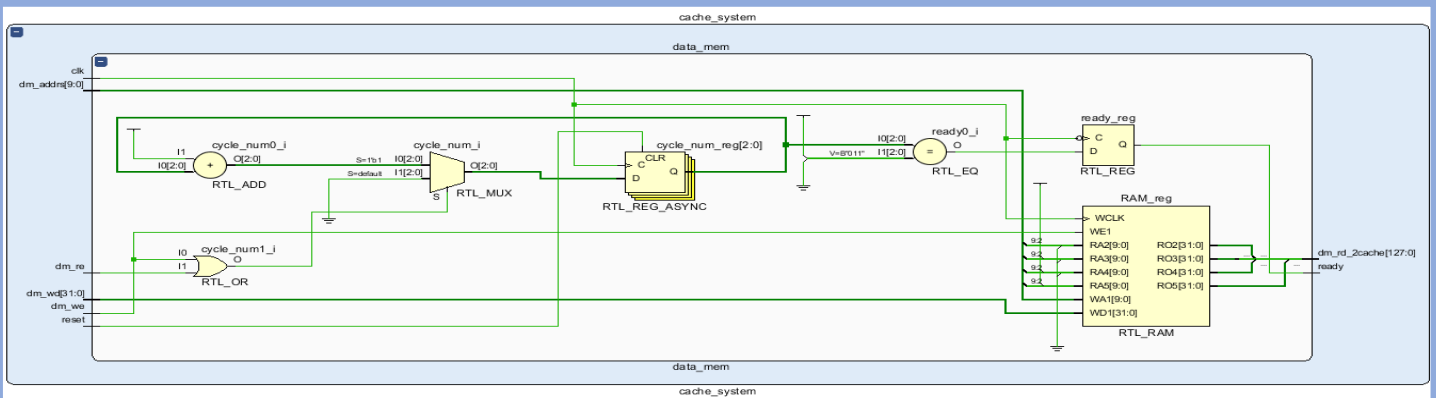 cache_system
data_mem
clk
dm_addrs[9:0]
cycle_num0_i
I1
I0[2:0]
+
O[2:0]
RTL_ADD
cycle_num_i
S=1'b1
I0[2:0]
S=default
I1[2:0]
O[2:0]
S
RTL_MUX
cycle_num_reg[2:0]
CLR
C
D
Q
RTL_REG_ASYNC
ready0_i
I0[2:0]
V=B"011"
I1[2:0]
=
O
RTL_EQ
ready_reg
C
D
Q
RTL_REG
cycle_num1_i
I0
I1
O
RTL_OR
RAM_reg
WCLK
WE1
9:2
RA2[9:0]
RO2[31:0]
9:2
RA3[9:0]
RO3[31:0]
9:2
RA4[9:0]
RO4[31:0]
9:2
RA5[9:0]
RO5[31:0]
WA1[9:0]
WD1[31:0]
RTL_RAM
dm_re
dm_wd[31:0]
dm_we
reset
dm_rd_2cache[127:0]
ready
data_mem
cache_system